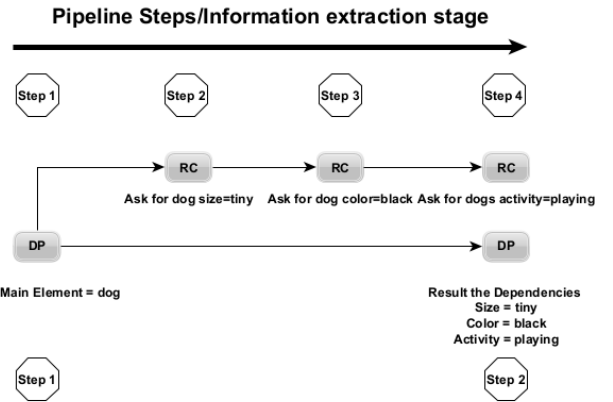 Pipeline Steps/Information extraction stage
Step 1
Step 2
Step 3
Step 4
RC
RC
RC
Ask for dog size=tiny
Ask for dog color=black
Ask for dogs activity=playing
DP
DP
Main Element = dog
Result the Dependencies
Size = tiny
Color = black
Activity = playing
Step 1
Step 2